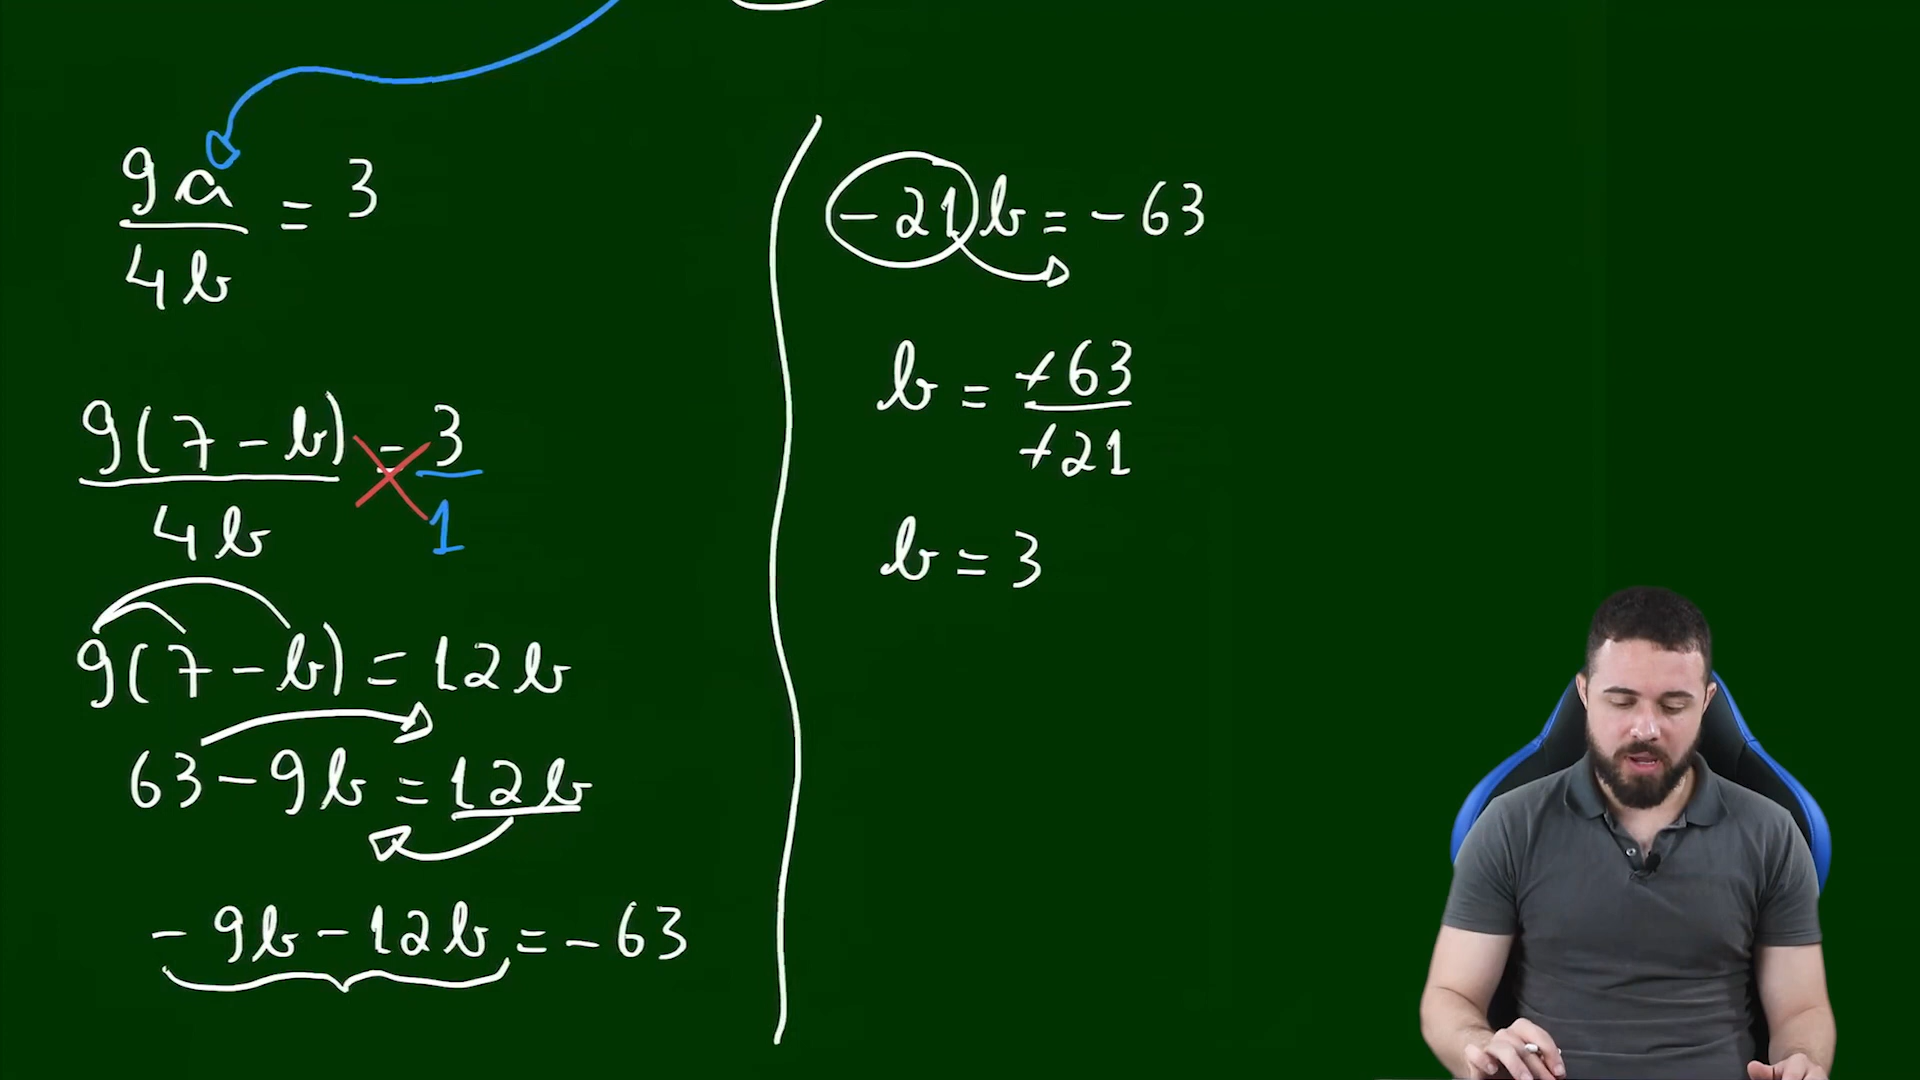 9a/4b = 3
9(7 - b)/4b = 3/1
9(7 - b) = 12b
63 - 9b = 12b
- 9b - 12b = - 63
- 21b = - 63
b = +63/+21
b = 3